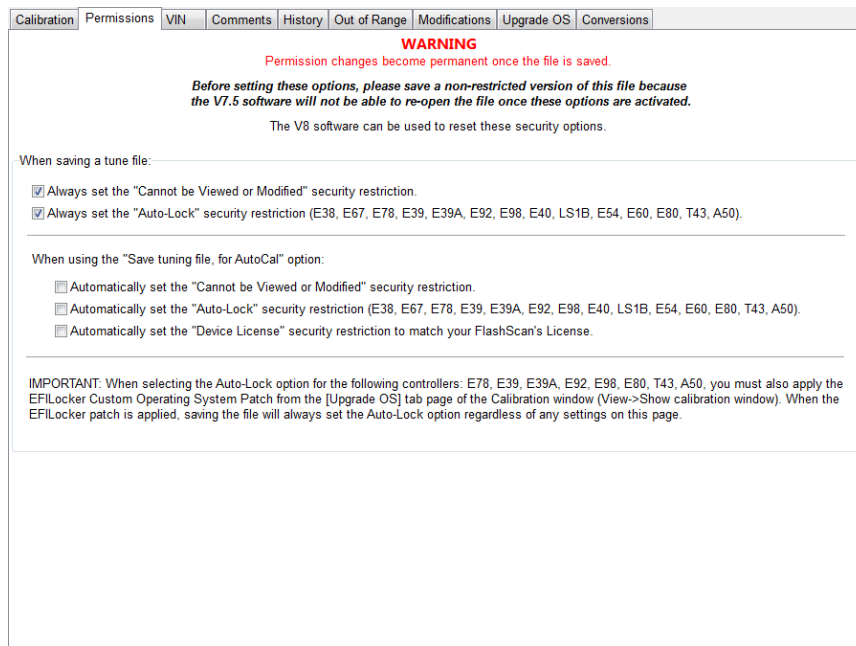 Calibration Permissions VIN Comments History Out of Range Modifications Upgrade OS Conversions
WARNING
Permission changes become permanent once the file is saved.
Before setting these options, please save a non-restricted version of this file because
the V7.5 software will not be able to re-open the file once these options are activated.
The V8 software can be used to reset these security options.
When saving a tune file:
Always set the "Cannot be Viewed or Modified" security restriction.
Always set the "Auto-Lock" security restriction (E38, E67, E78, E39, E39A, E92, E98, E40, LS1B, E54, E60, E80, T43, A50).
When using the "Save tuning file, for AutoCal" option:
Automatically set the "Cannot be Viewed or Modified" security restriction.
Automatically set the "Auto-Lock" security restriction (E38, E67, E78, E39, E39A, E92, E98, E40, LS1B, E54, E60, E80, T43, A50).
Automatically set the "Device License" security restriction to match your FlashScan's License.
IMPORTANT: When selecting the Auto-Lock option for the following controllers: E78, E39, E39A, E92, E98, E80, T43, A50, you must also apply the
EFILocker Custom Operating System Patch from the [Upgrade OS] tab page of the Calibration window (View->Show calibration window). When the
EFILocker patch is applied, saving the file will always set the Auto-Lock option regardless of any settings on this page.